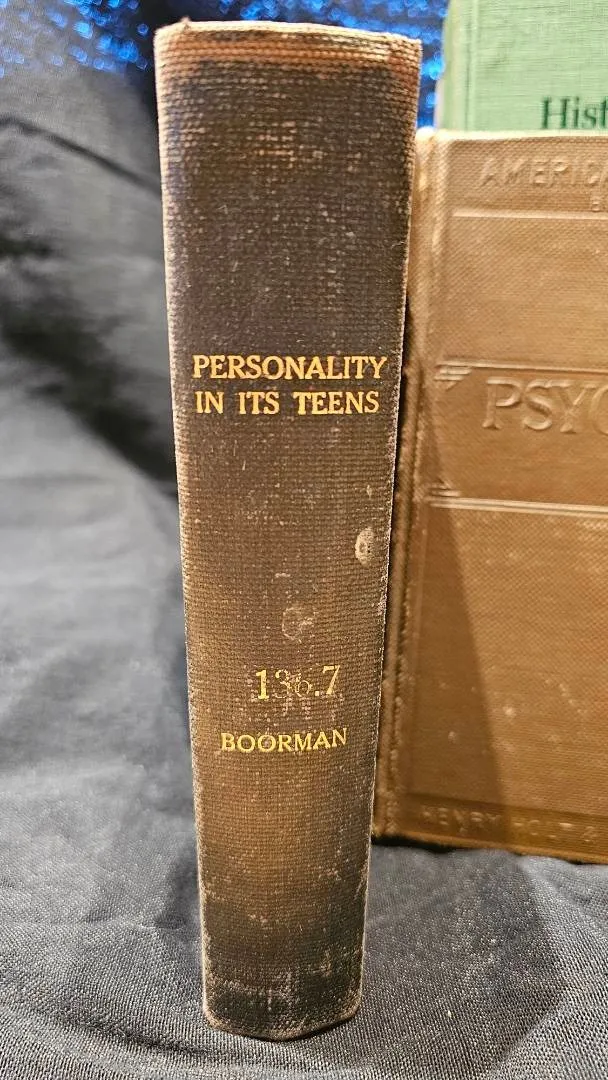 PERSONALITY
IN ITS TEENS
136.7
BOORMAN
Hist
AMERICA
PSYC
HENRY HOLT &